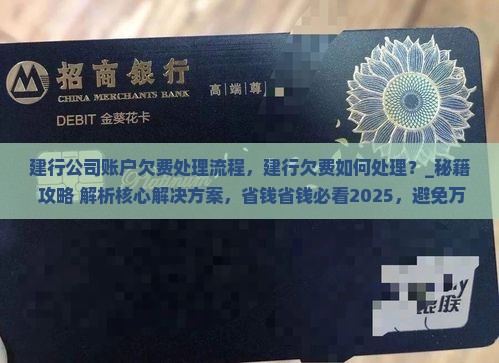 招商银行
CHINA MERCHANTS BANK
高 端 尊
DEBIT 金葵花卡
建行公司账户欠费处理流程，建行欠费如何处理？_秘籍
攻略 解析核心解决方案，省钱省钱必看2025，避免万
银联